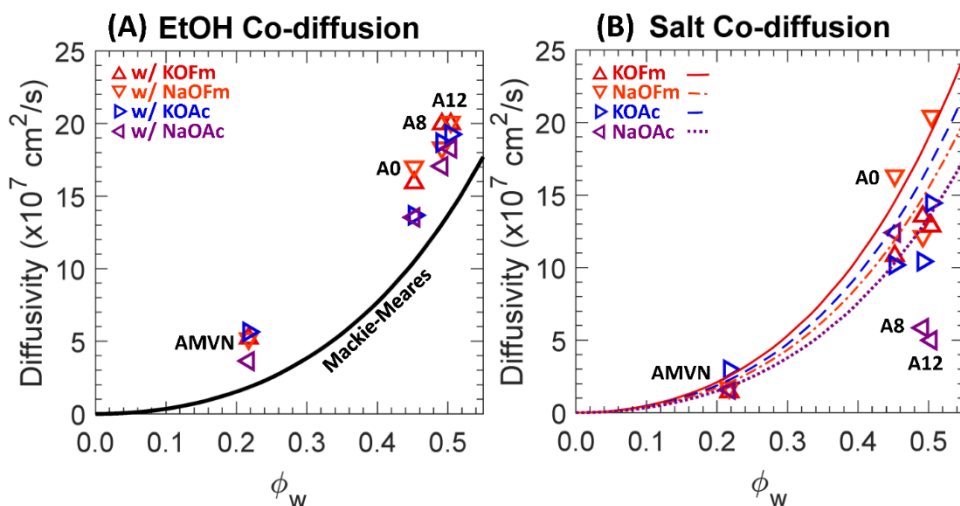 (A) EtOH Co-diffusion
25
20
15
10
5
0
0.0 0.1 0.2 0.3 0.4 0.5
Diffusivity (x10⁷ cm²/s)
ϕw
w/ KOFm
w/ NaOFm
w/ KOAc
w/ NaOAc
A12
A8
A0
AMVN
Mackie-Meares
(B) Salt Co-diffusion
25
20
15
10
5
0
0.0 0.1 0.2 0.3 0.4 0.5
Diffusivity (x10⁷ cm²/s)
ϕw
KOFm
NaOFm
KOAc
NaOAc
A0
AMVN
A8
A12